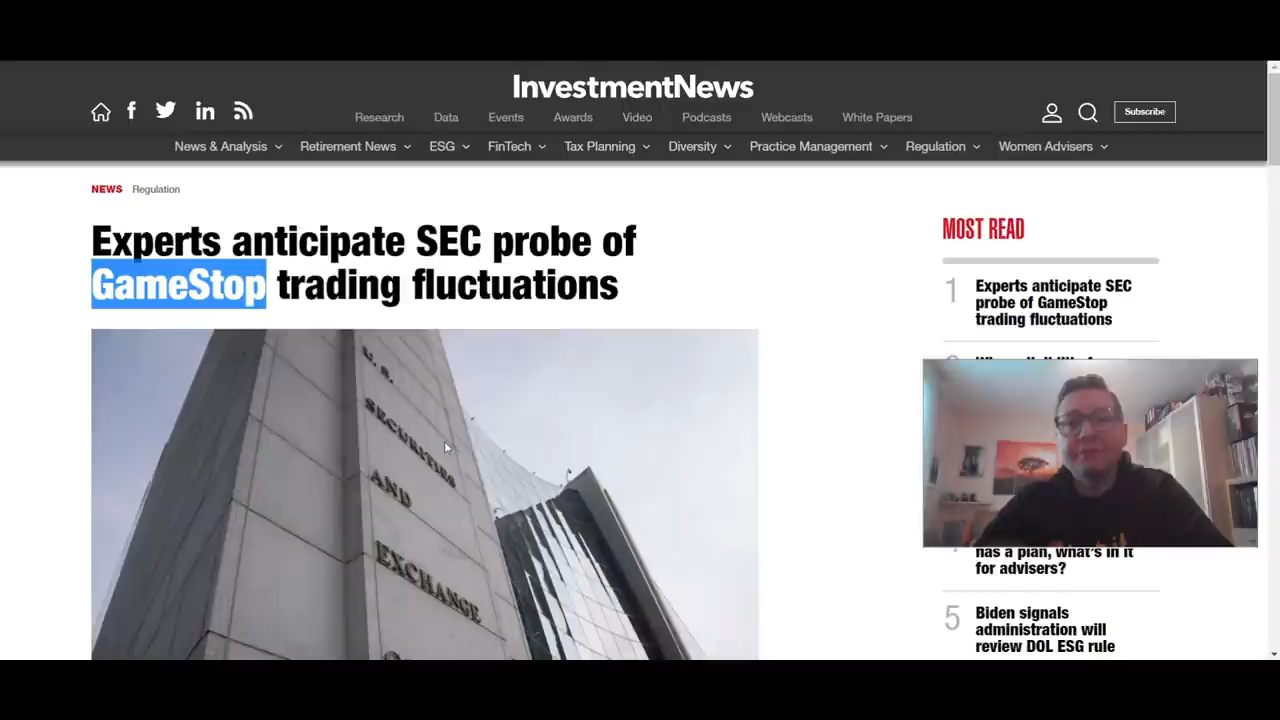 InvestmentNews
Research Data Events Awards Video Podcasts Webcasts White Papers
Subscribe
News & Analysis Retirement News ESG FinTech Tax Planning Diversity Practice Management Regulation Women Advisers
NEWS Regulation
Experts anticipate SEC probe of
GameStop trading fluctuations
U.S.
SECURITIES
AND
EXCHANGE
MOST READ
1
Experts anticipate SEC
probe of GameStop
trading fluctuations
has a plan, what's in it
for advisers?
5
Biden signals
administration will
review DOL ESG rule